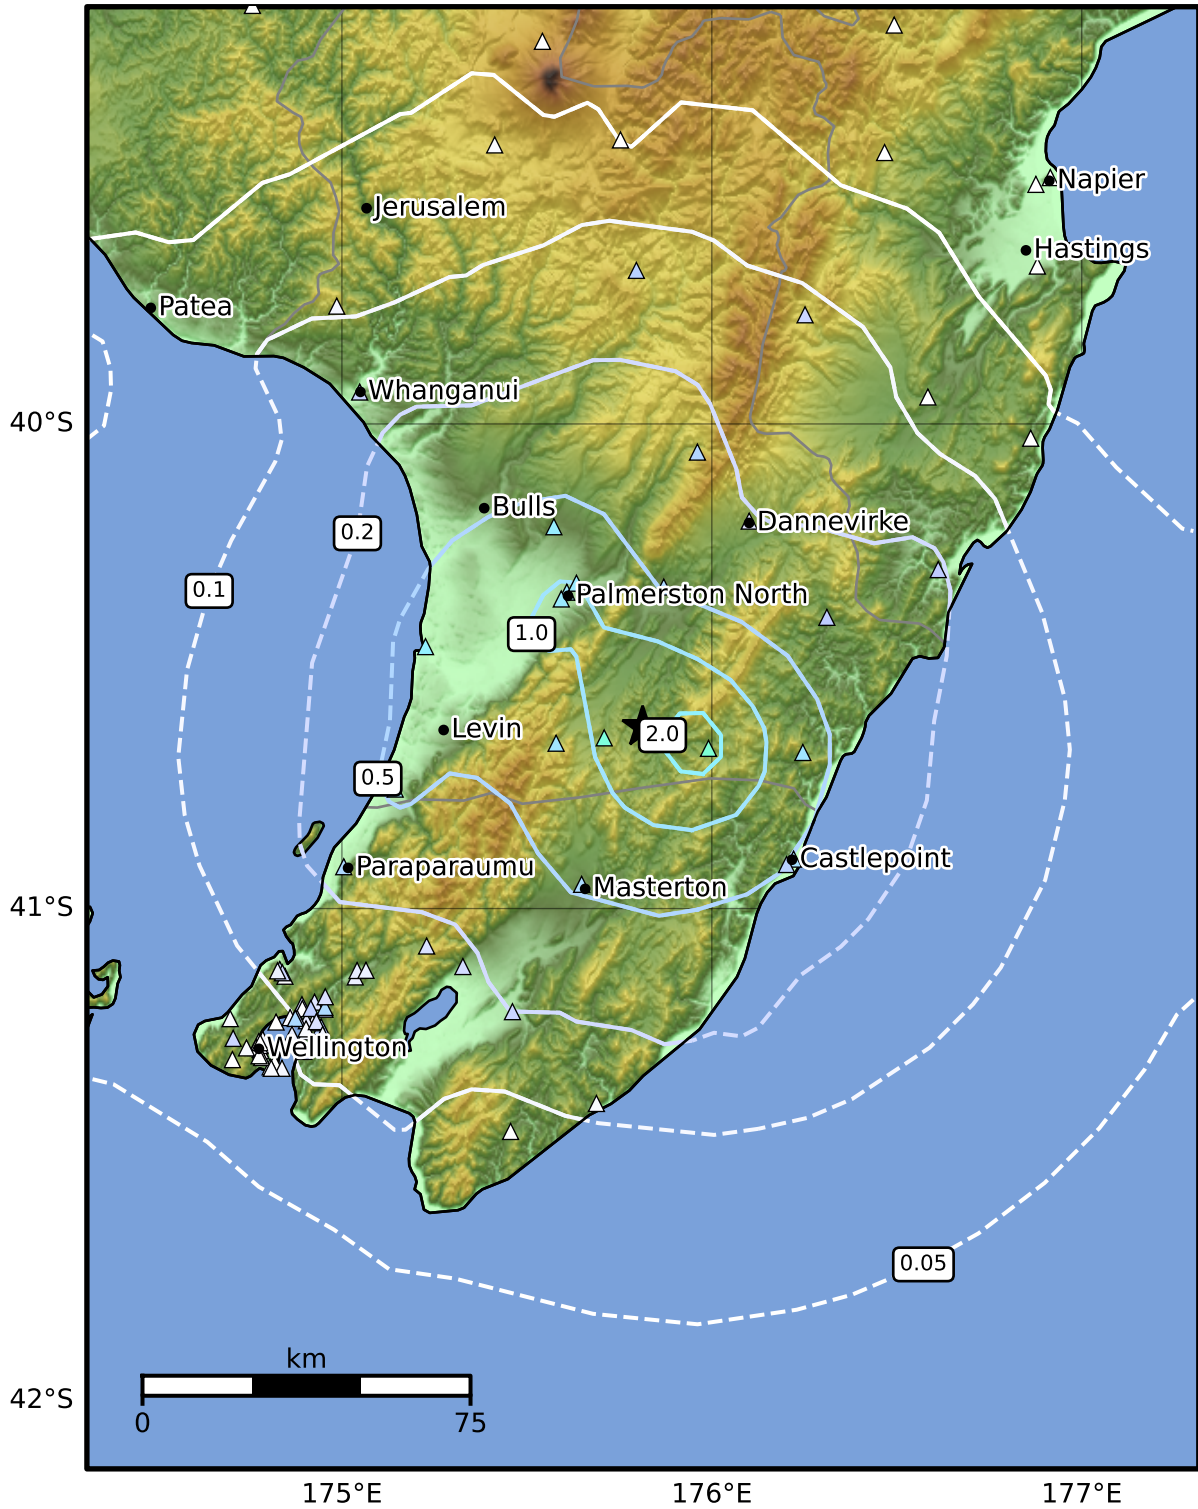 Napier
Jerusalem
Hastings
Patea
Whanganui
40°S
Bulls
Dannevirke
0.2
0.1
Palmerston North
1.0
Levin
2.0
0.5
Castlepoint
Paraparaumu
Masterton
41°S
Wellington
0.05
km
0
75
42°S
175°E
176°E
177°E